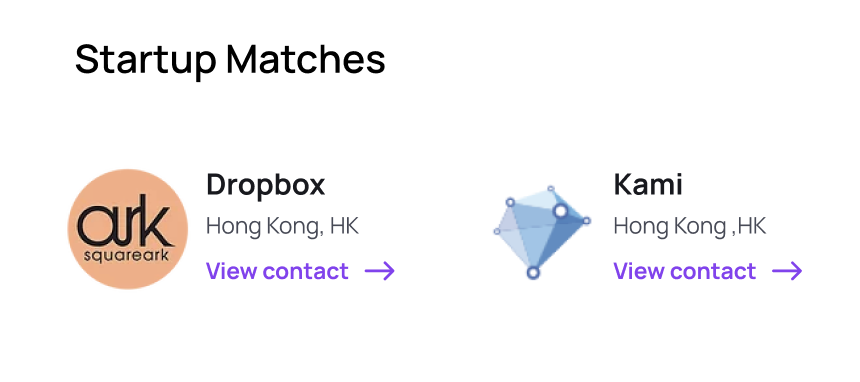 Startup Matches
ark
squareark
Dropbox
Hong Kong, HK
View contact
Kami
Hong Kong ,HK
View contact